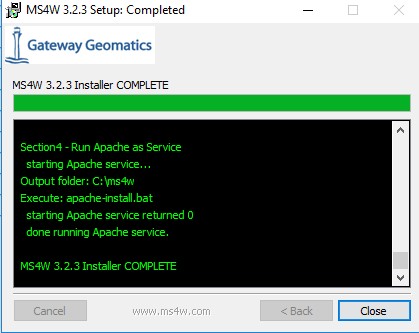 MS4W 3.2.3 Setup: Completed
Gateway Geomatics
MS4W 3.2.3 Installer COMPLETE
Section4 - Run Apache as Service
starting Apache service...
Output folder: C:\ms4w
Execute: apache-install.bat
starting Apache service returned 0
done running Apache service.
MS4W 3.2.3 Installer COMPLETE
Cancel
www.ms4w.com
< Back
Close